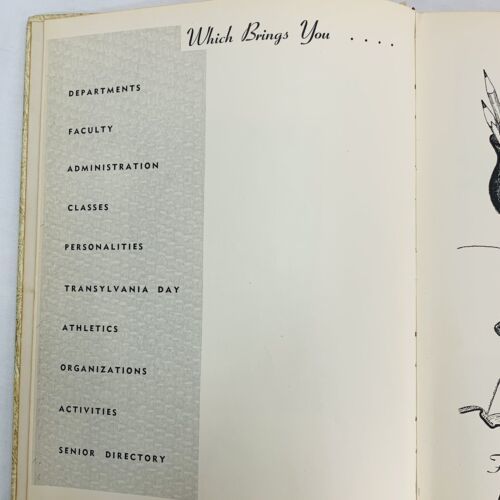 Which Brings You ....
DEPARTMENTS
FACULTY
ADMINISTRATION
CLASSES
PERSONALITIES
TRANSYLVANIA DAY
ATHLETICS
ORGANIZATIONS
ACTIVITIES
SENIOR DIRECTORY